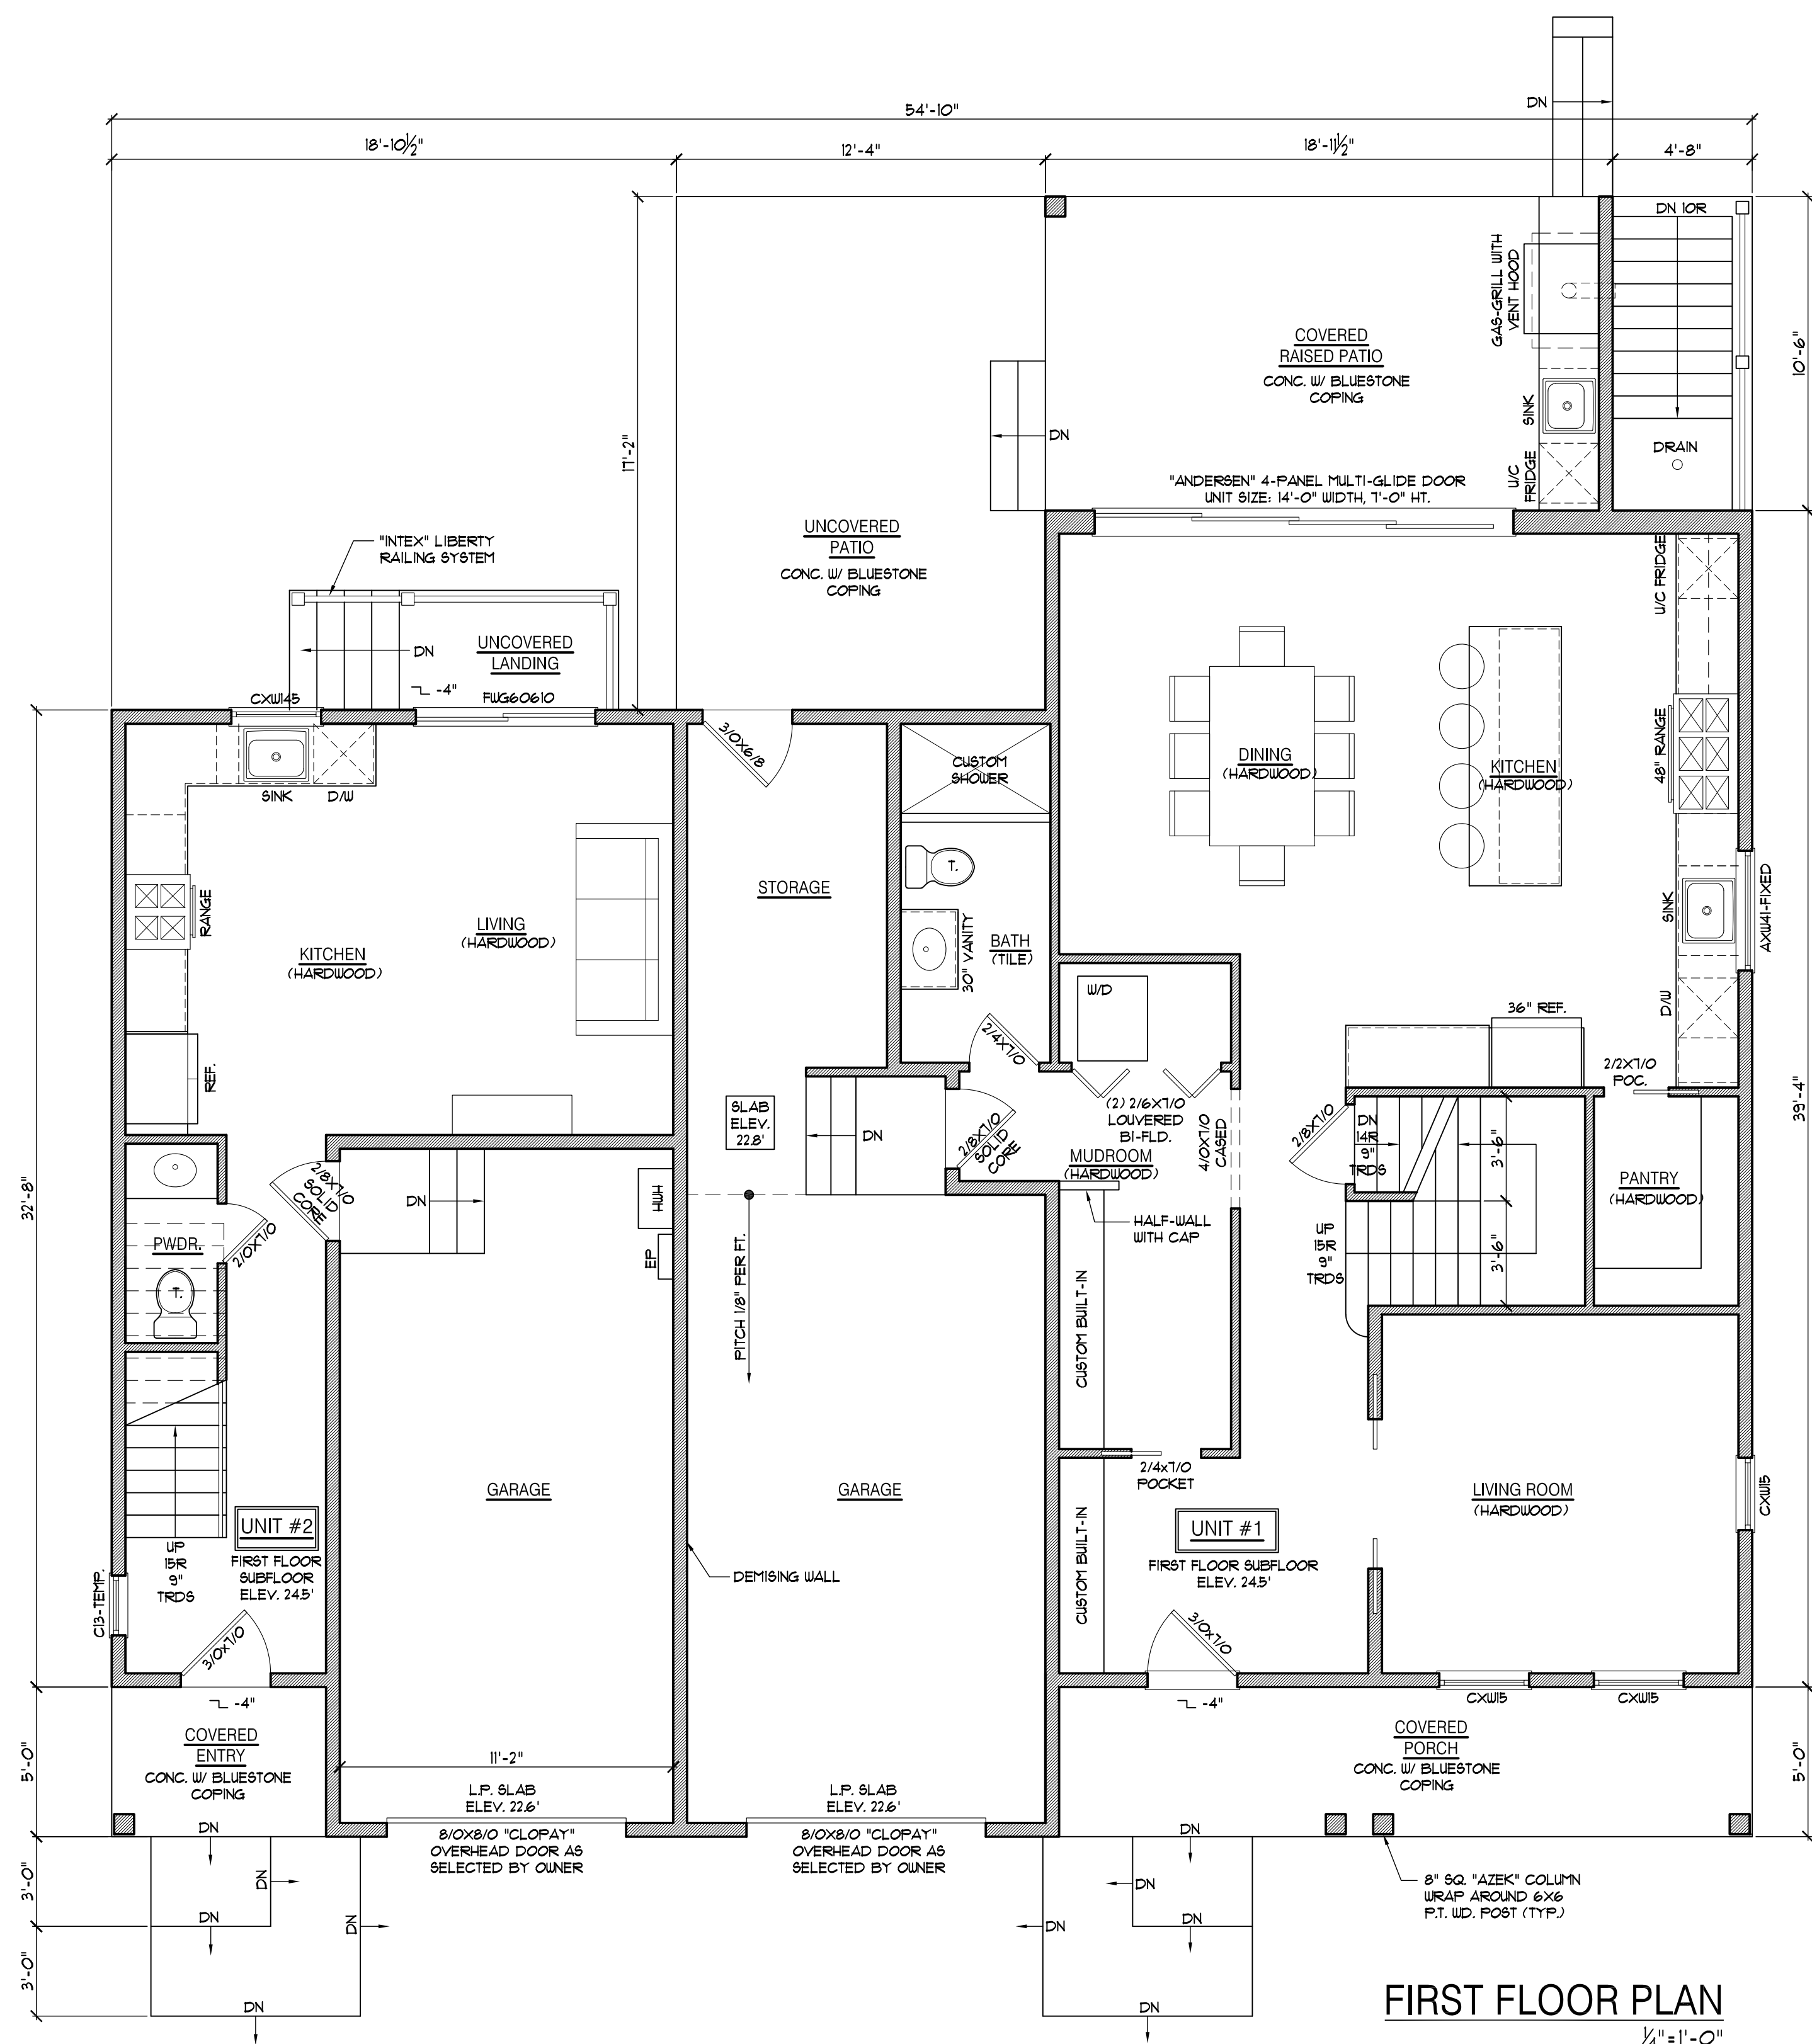 DN
54'-10"
18'-10½"
12'-4"
18'-11½"
4'-8"
DN 10R
GAS-GRILL WITH
VENT HOOD
COVERED
RAISED PATIO
CONC. W/ BLUESTONE
COPING
10'-6"
SINK
DN
DRAIN
17'-2"
U/C
FRIDGE
"ANDERSEN" 4-PANEL MULTI-GLIDE DOOR
UNIT SIZE: 14'-0" WIDTH, 7'-0" HT.
UNCOVERED
PATIO
CONC. W/ BLUESTONE
COPING
"INTEX" LIBERTY
RAILING SYSTEM
U/C FRIDGE
UNCOVERED
LANDING
DN
-4"
CXW145
FWG60610
3/0X6/8
CUSTOM
SHOWER
DINING
(HARDWOOD)
KITCHEN
(HARDWOOD)
48" RANGE
SINK
D/W
T.
STORAGE
RANGE
LIVING
(HARDWOOD)
KITCHEN
(HARDWOOD)
30" VANITY
BATH
(TILE)
SINK
AXW41-FIXED
W/D
D/W
36" REF.
REF.
2/4X7/0
2/2X7/0
POC.
39'-4"
SLAB
ELEV.
22.8'
DN
2/8X7/0
SOLID
CORE
(2) 2/6X7/0
LOUVERED
BI-FLD.
4/0X7/0
CASED
2/8X7/0
DN
14R
9"
TRDS
3'-6"
MUDROOM
(HARDWOOD)
PANTRY
(HARDWOOD)
32'-8"
2/8X7/0
SOLID
CORE
DN
HWH
HALF-WALL
WITH CAP
PWDR.
2/0X7/0
EP
UP
15R
9"
TRDS
3'-6"
T.
PITCH 1/8" PER FT.
CUSTOM BUILT-IN
GARAGE
GARAGE
2/4x7/0
POCKET
LIVING ROOM
(HARDWOOD)
CXW15
UNIT #2
FIRST FLOOR
SUBFLOOR
ELEV. 24.5'
UNIT #1
FIRST FLOOR SUBFLOOR
ELEV. 24.5'
UP
15R
9"
TRDS
C13-TEMP.
DEMISING WALL
CUSTOM BUILT-IN
3/0x7/0
3/0x7/0
-4"
-4"
CXW15
CXW15
COVERED
ENTRY
CONC. W/ BLUESTONE
COPING
5'-0"
11'-2"
COVERED
PORCH
CONC. W/ BLUESTONE
COPING
5'-0"
L.P. SLAB
ELEV. 22.6'
L.P. SLAB
ELEV. 22.6'
DN
DN
8/0X8/0 "CLOPAY"
OVERHEAD DOOR AS
SELECTED BY OWNER
8/0X8/0 "CLOPAY"
OVERHEAD DOOR AS
SELECTED BY OWNER
3'-0"
DN
DN
8" SQ. "AZEK" COLUMN
WRAP AROUND 6X6
P.T. WD. POST (TYP.)
DN
DN
DN
DN
3'-0"
DN
DN
FIRST FLOOR PLAN
¼"=1'-0"